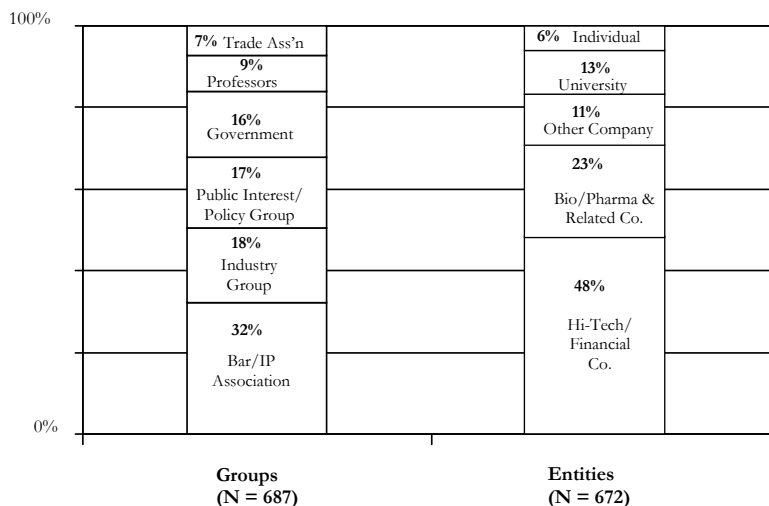 100%
7% Trade Ass'n
9%
Professors
16%
Government
17%
Public Interest/
Policy Group
18%
Industry
Group
32%
Bar/IP
Association
6% Individual
13%
University
11%
Other Company
23%
Bio/Pharma &
Related Co.
48%
Hi-Tech/
Financial
Co.
0%
Groups
(N = 687)
Entities
(N = 672)